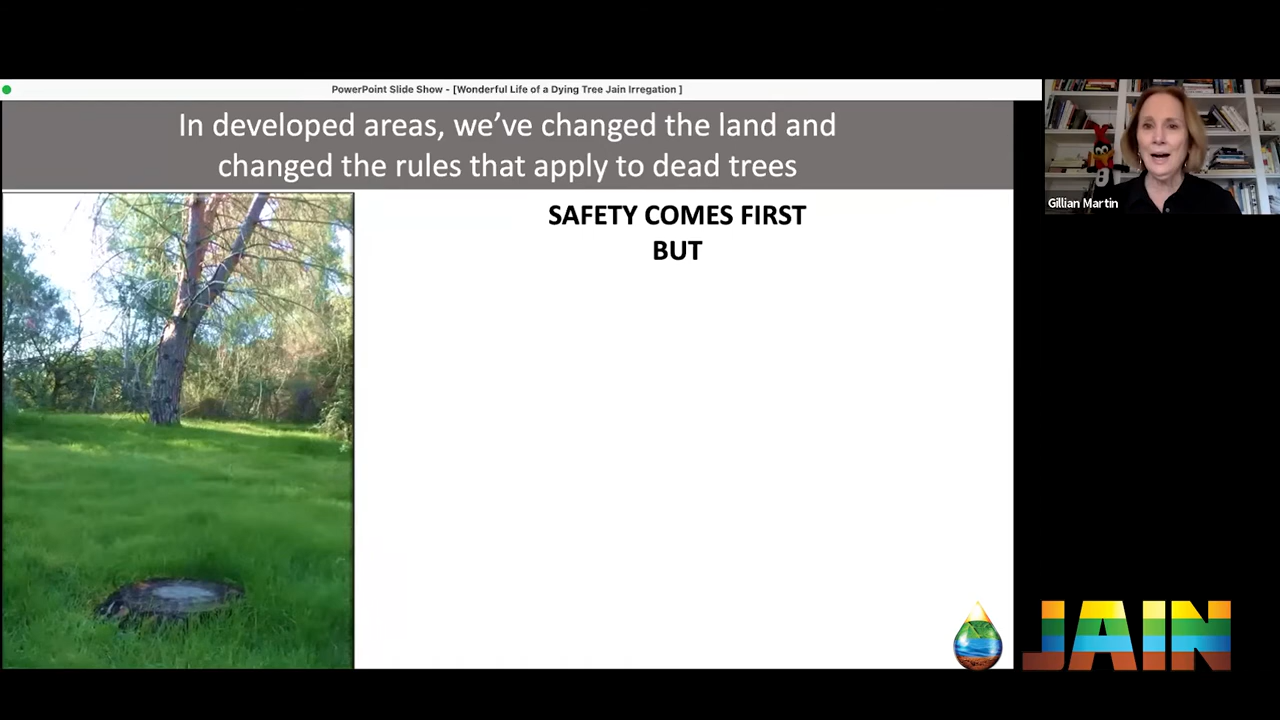 PowerPoint Slide Show - [Wonderful Life of a Dying Tree Jain Irregation ]
In developed areas, we’ve changed the land and
changed the rules that apply to dead trees
SAFETY COMES FIRST
BUT
Gillian Martin
JAIN